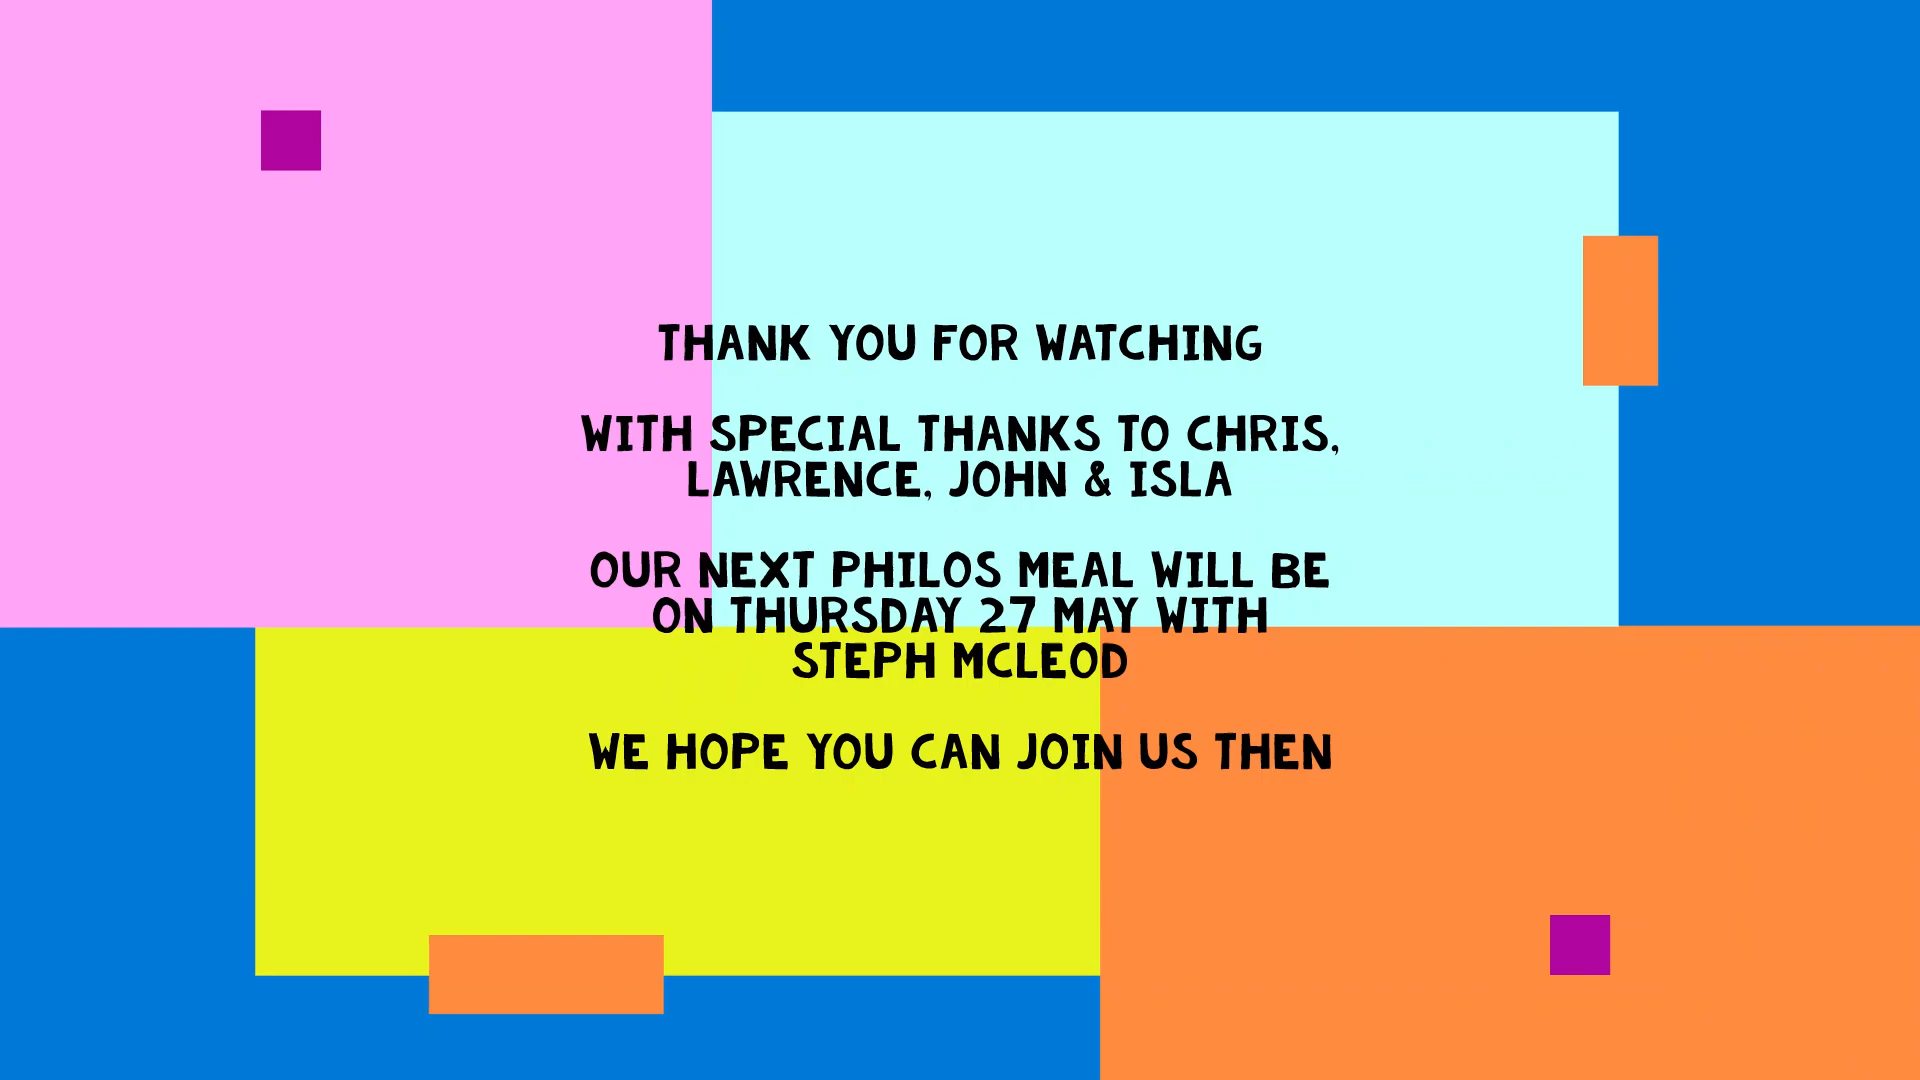 THANK YOU FOR WATCHING
WITH SPECIAL THANKS TO CHRIS,
LAWRENCE, JOHN & ISLA
OUR NEXT PHILOS MEAL WILL BE
ON THURSDAY 27 MAY WITH
STEPH MCLEOD
WE HOPE YOU CAN JOIN US THEN